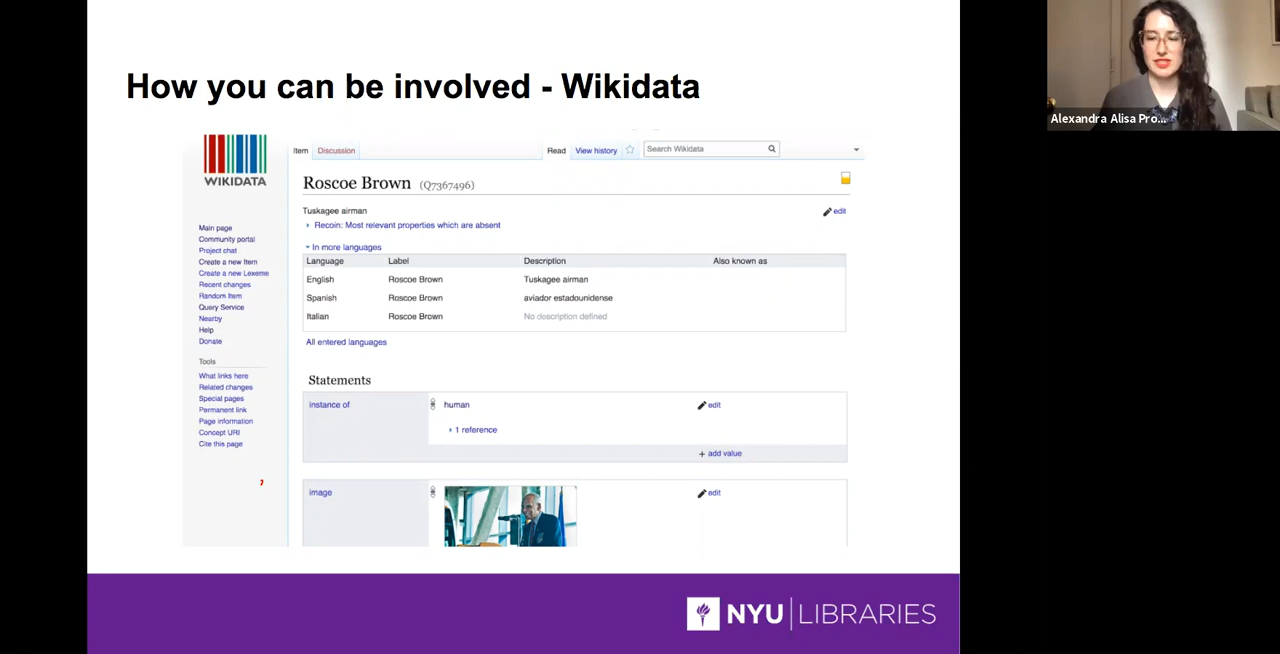 How you can be involved - Wikidata
Alexandra Alisa Pro...
WIKIDATA
Item Discussion Read View history Search Wikidata
Roscoe Brown (Q7367496)
Tuskagee airman edit
Recoin: Most relevant properties which are absent
In more languages
Language Label Description Also known as
English Roscoe Brown Tuskagee airman
Spanish Roscoe Brown aviador estadounidense
Italian Roscoe Brown No description defined
All entered languages
Statements
instance of human edit
1 reference
+ add value
image edit
Main page
Community portal
Project chat
Create a new Item
Create a new Lexeme
Recent changes
Random Item
Query Service
Nearby
Help
Donate
Tools
What links here
Related changes
Special pages
Permanent link
Page information
Concept URI
Cite this page
NYU LIBRARIES